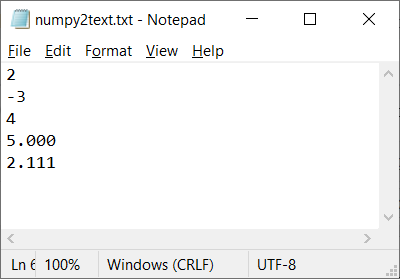 numpy2text.txt - Notepad
File Edit Format View Help
2
-3
4
5.000
2.111
Ln 6 100% Windows (CRLF) UTF-8